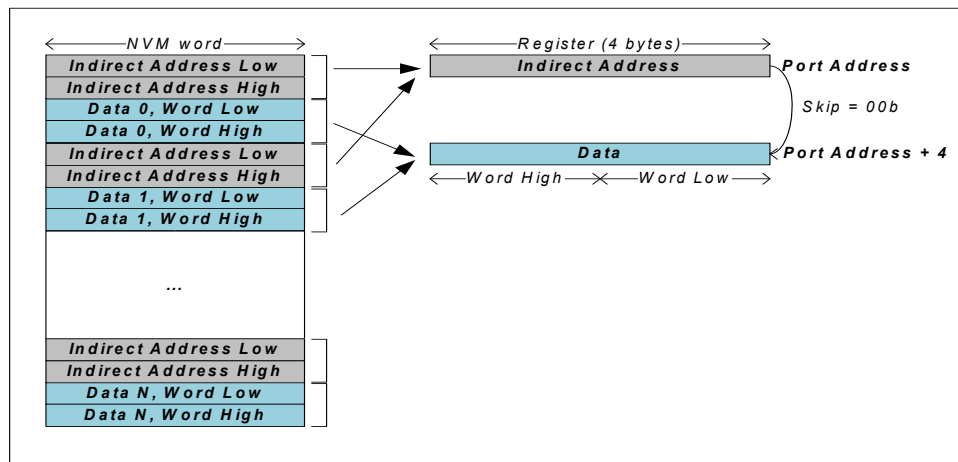 NVM word
Register (4 bytes)
Indirect Address Low
Indirect Address
Port Address
Indirect Address High
Data 0, Word Low
Skip = 00b
Data 0, Word High
Indirect Address Low
Data
Port Address + 4
Indirect Address High
Word High
Word Low
Data 1, Word Low
Data 1, Word High
...
Indirect Address Low
Indirect Address High
Data N, Word Low
Data N, Word High